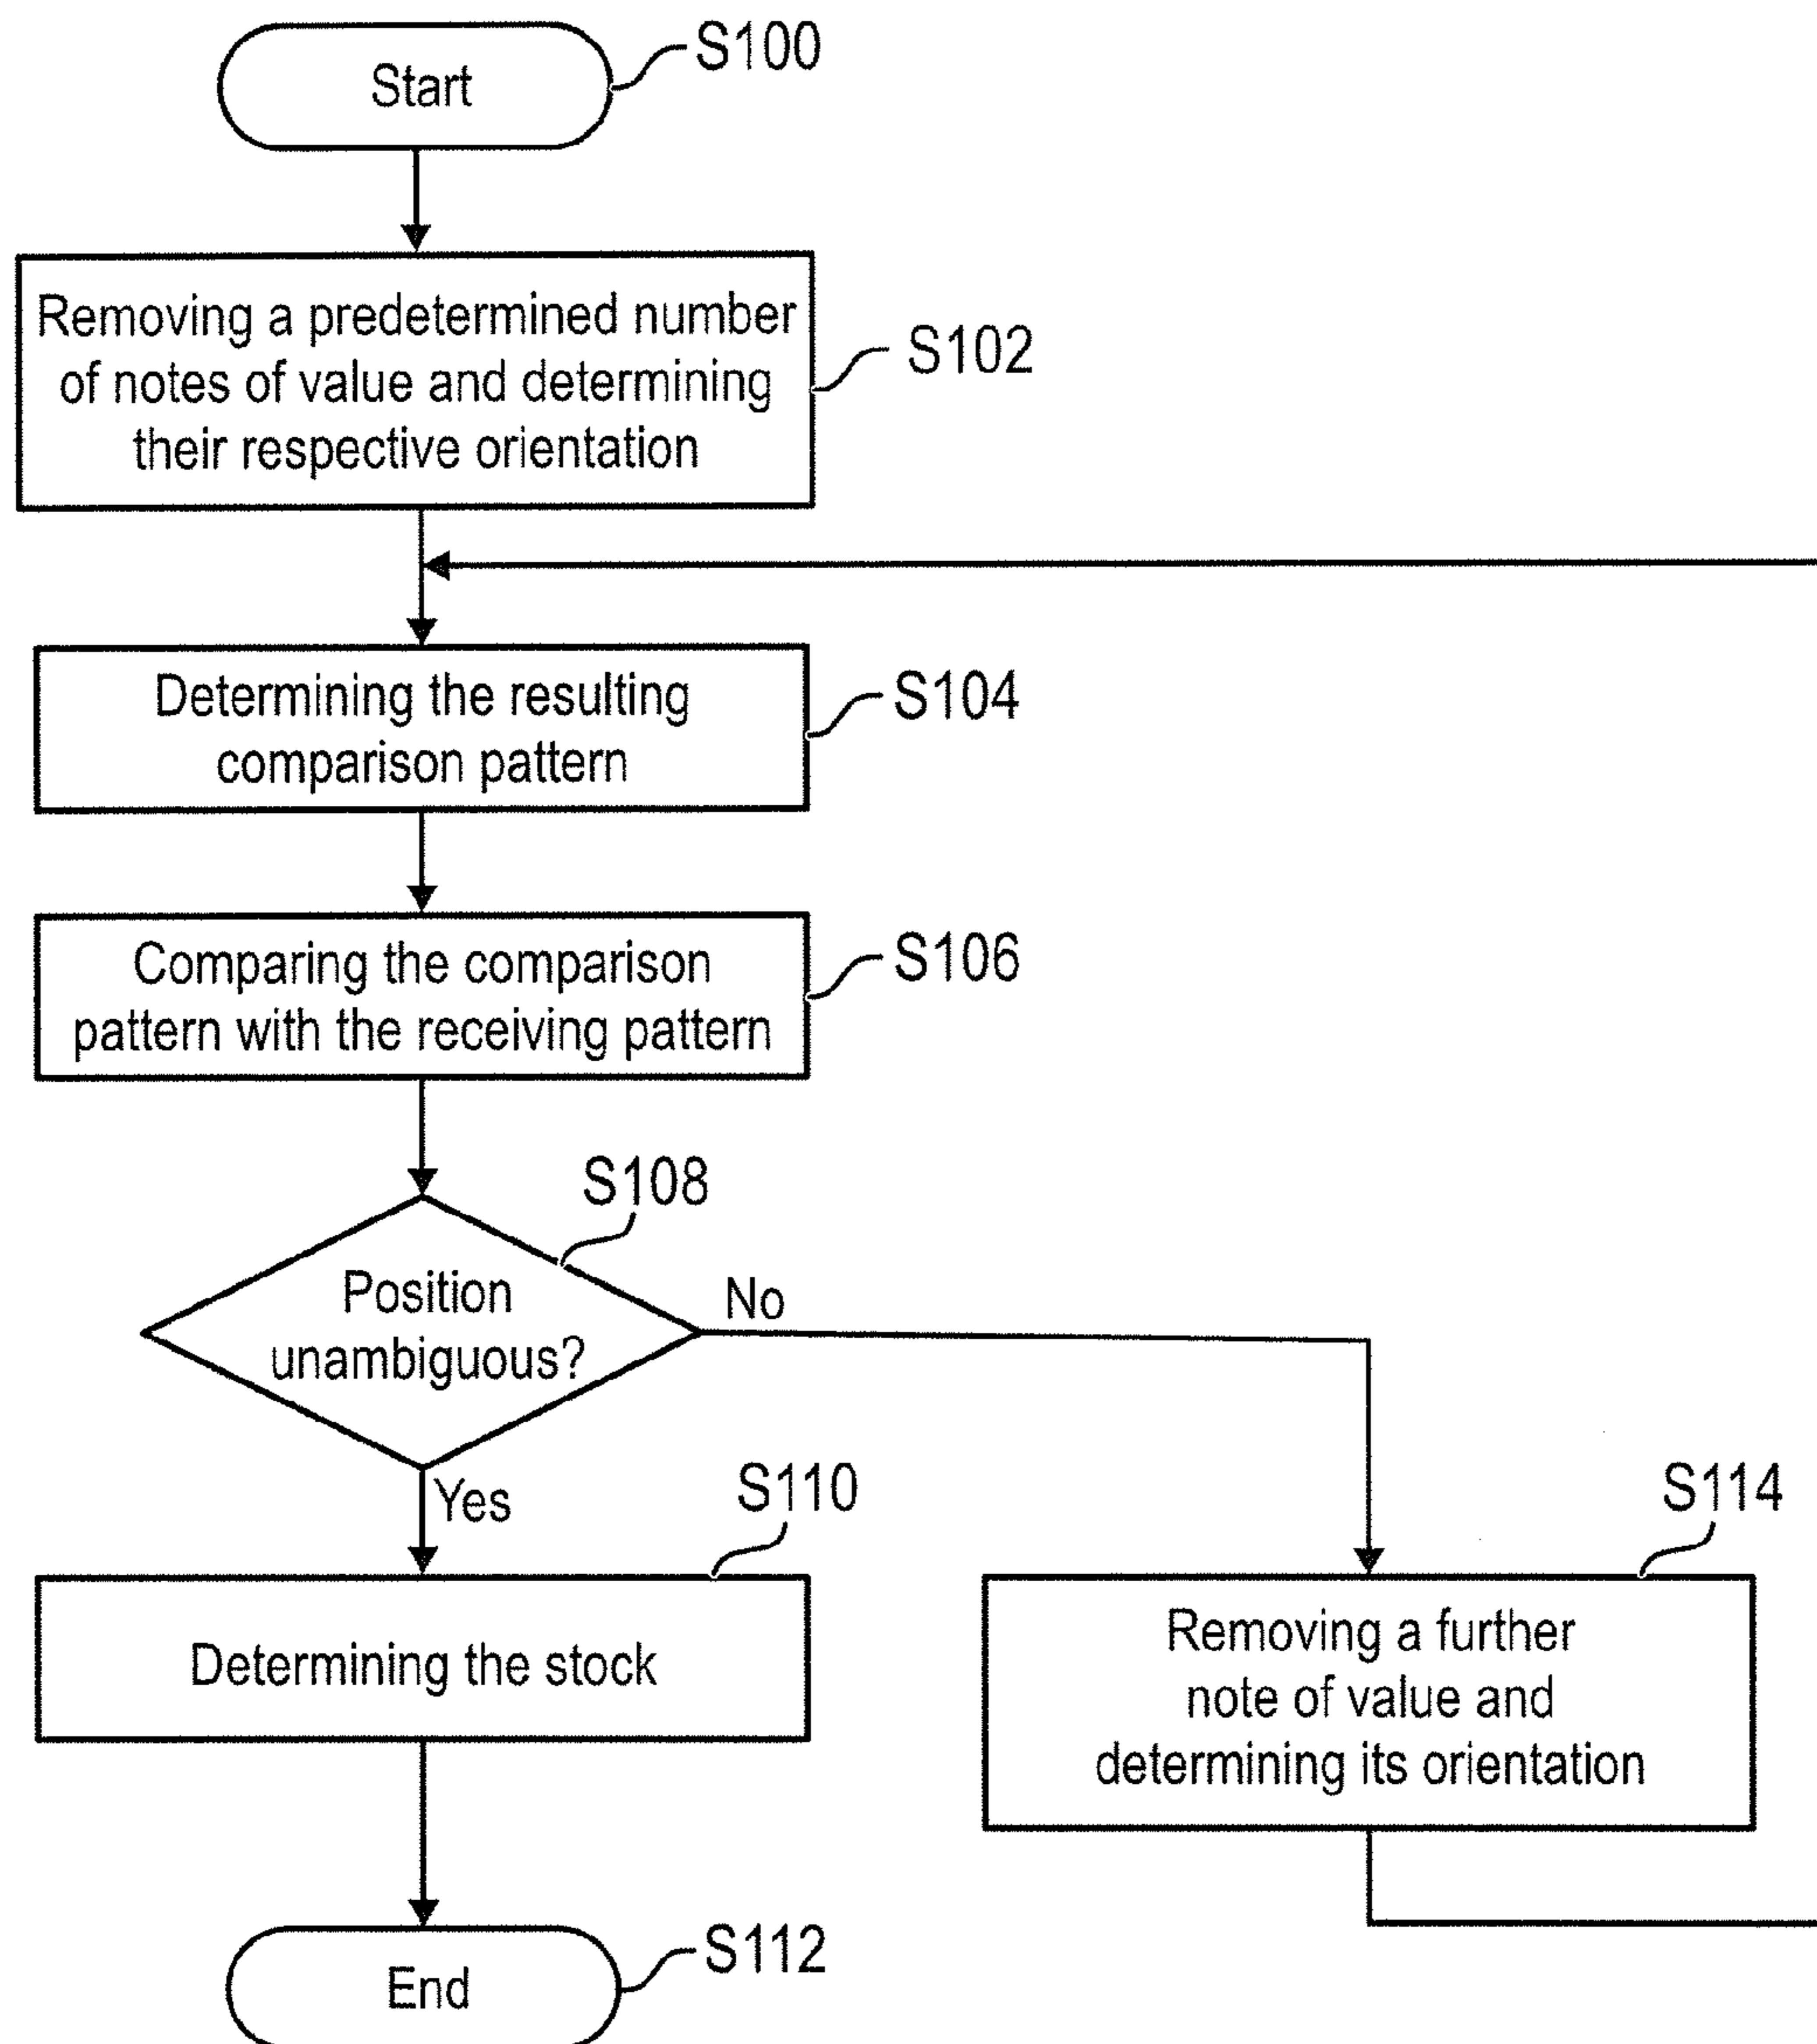 Start
S100
Removing a predetermined number
of notes of value and determining
their respective orientation
S102
Determining the resulting
comparison pattern
S104
Comparing the comparison
pattern with the receiving pattern
S106
S108
Position
unambiguous?
No
Yes
S110
Determining the stock
S114
Removing a further
note of value and
determining its orientation
End
S112